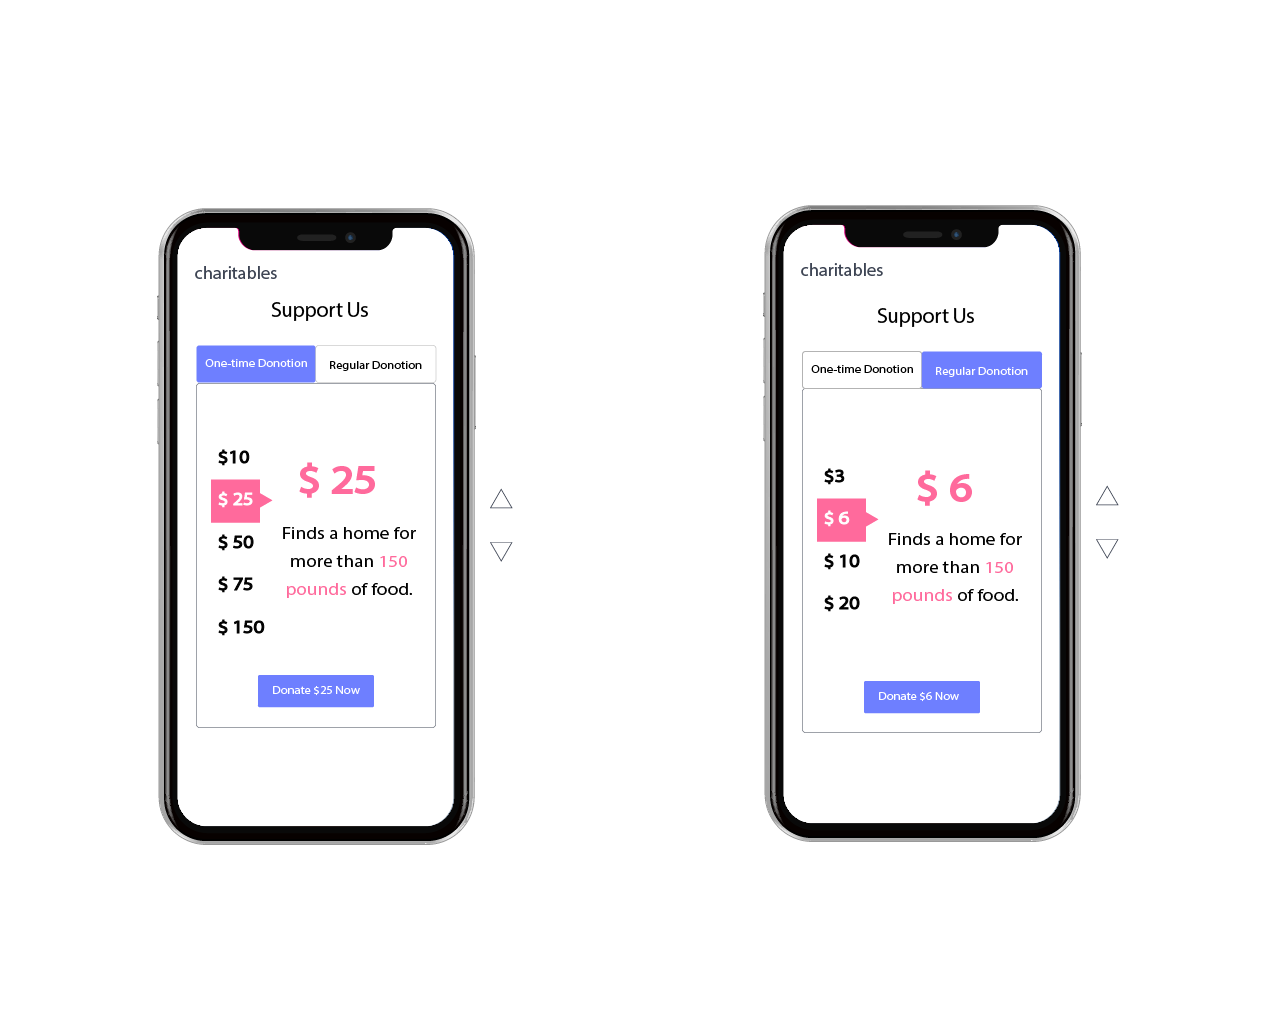 charitables
Support Us
One-time Donotion Regular Donotion
$10
$ 25
$ 50
$ 75
$ 150
$ 25
Finds a home for
more than 150
pounds of food.
Donate $25 Now
charitables
Support Us
One-time Donotion Regular Donotion
$3
$ 6
$ 10
$ 20
$ 6
Finds a home for
more than 150
pounds of food.
Donate $6 Now